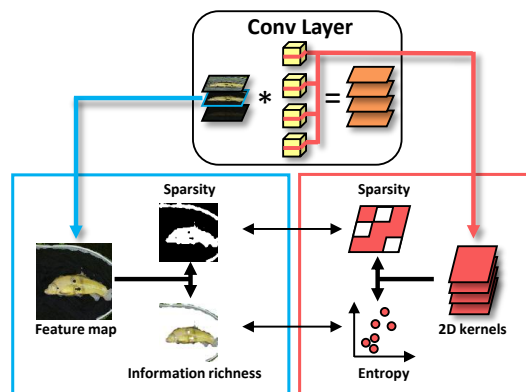 Conv Layer
*
=
Sparsity
Sparsity
Feature map
2D kernels
Information richness
Entropy